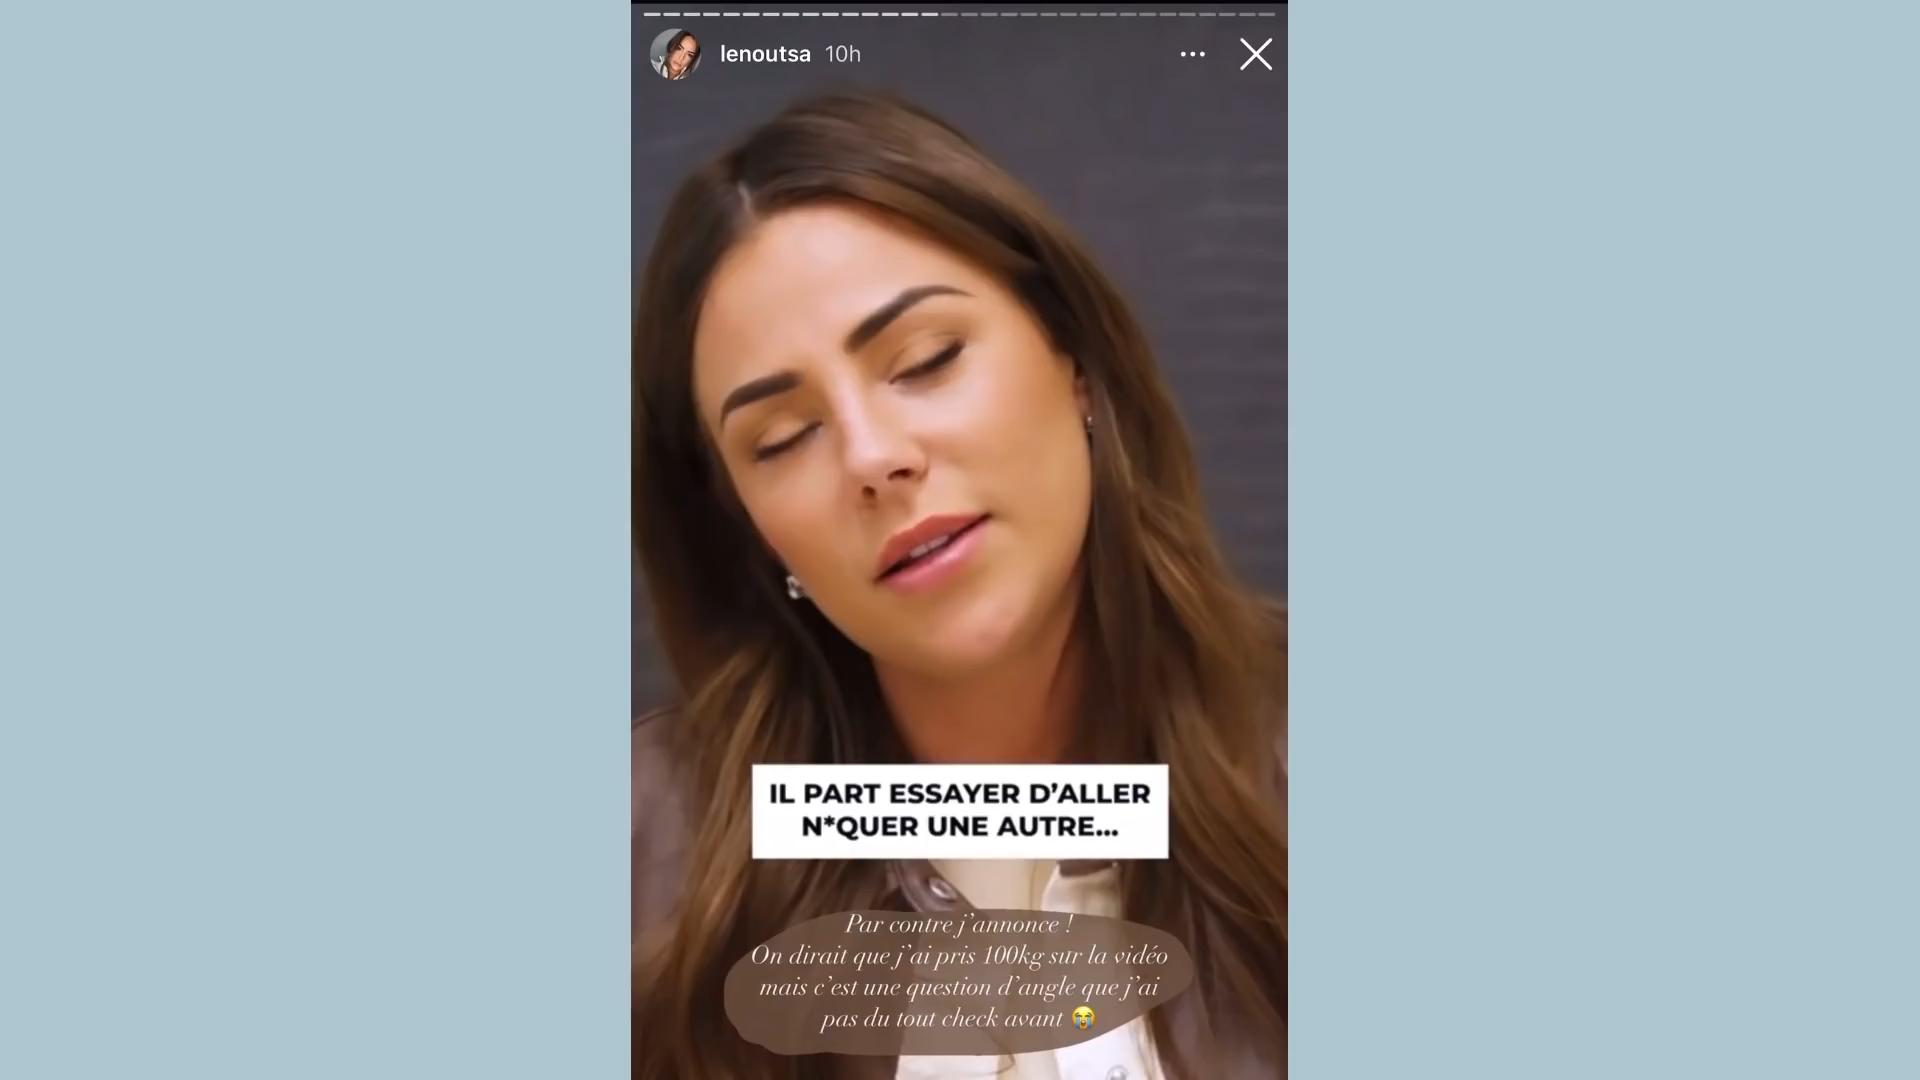 lenoutsa 10h
IL PART ESSAYER D’ALLER
N*QUER UNE AUTRE...
Par contre j’annonce !
On dirait que j’ai pris 100kg sur la vidéo
mais c’est une question d’angle que j’ai
pas du tout check avant 😭